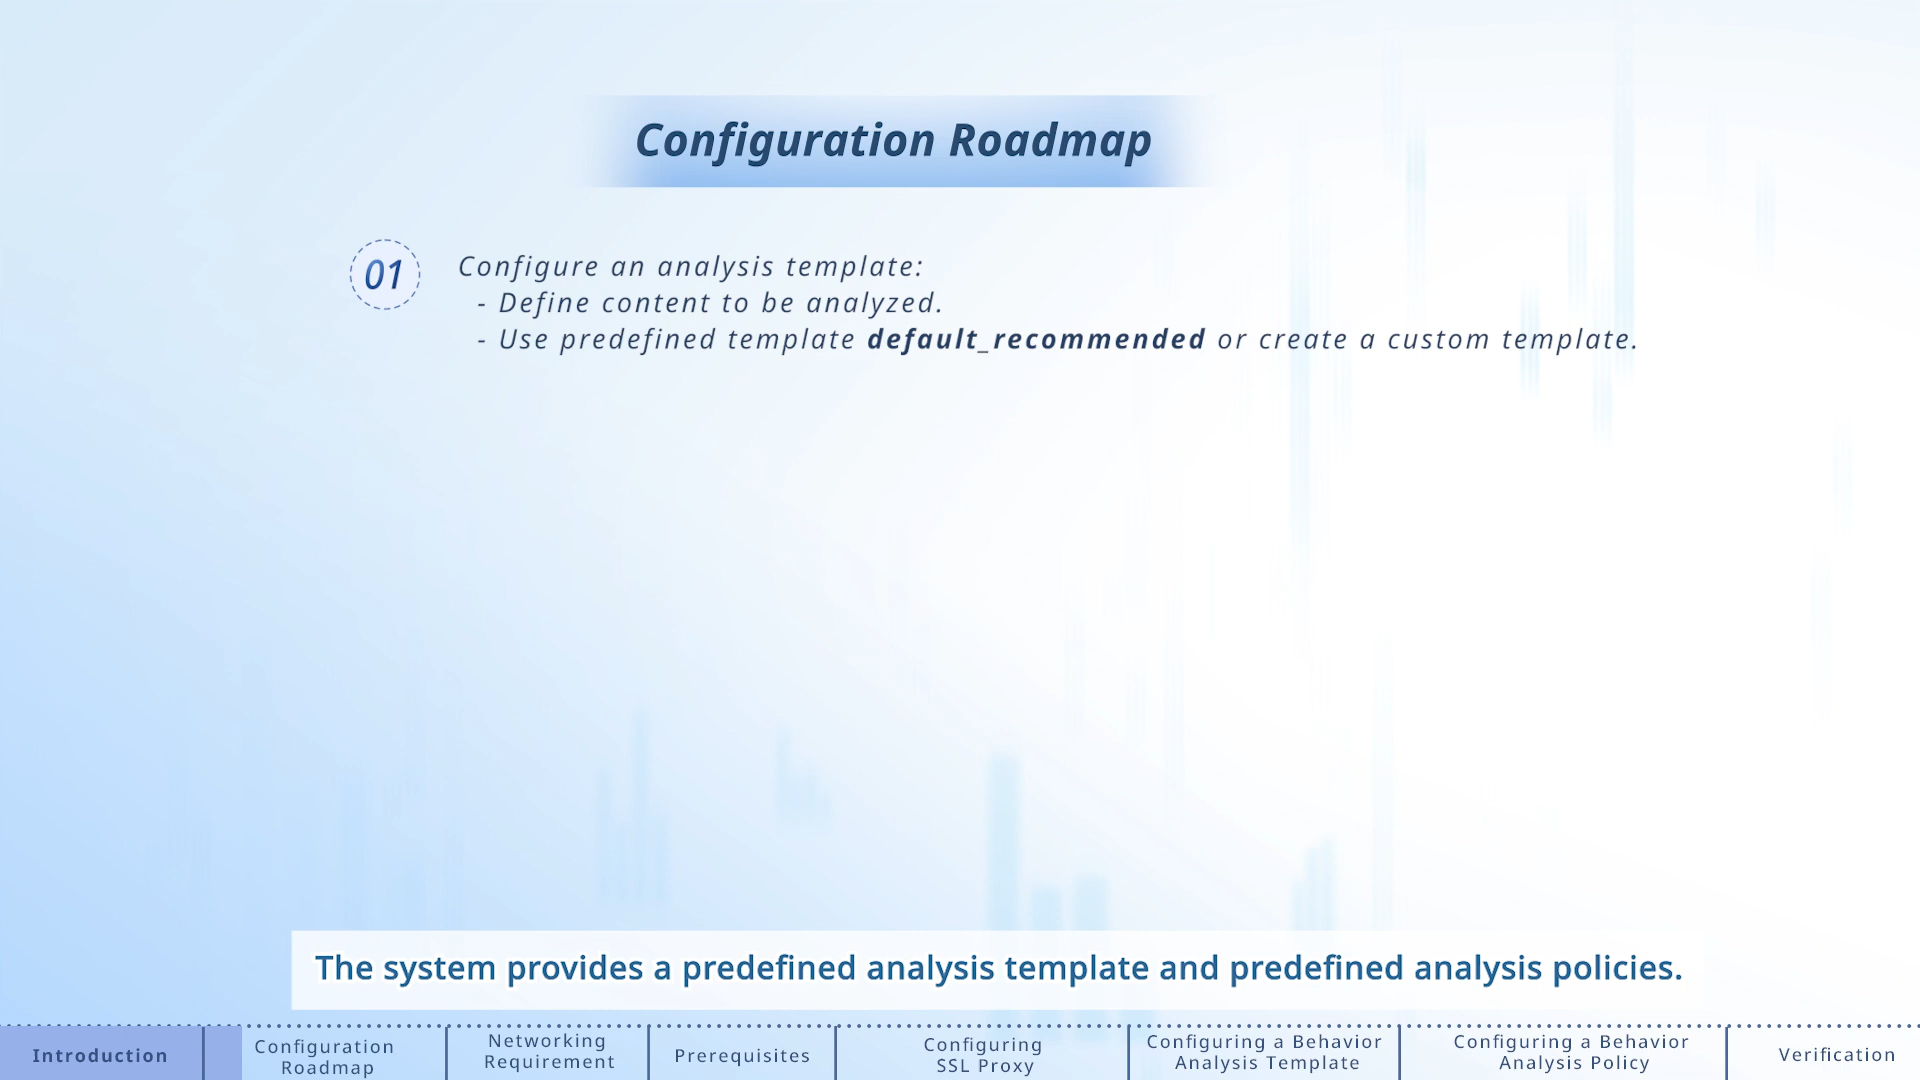 Configuration Roadmap
01
Configure an analysis template:
- Define content to be analyzed.
- Use predefined template default_recommended or create a custom template.
The system provides a predefined analysis template and predefined analysis policies.
Introduction
Configuration
Roadmap
Networking
Requirement
Prerequisites
Configuring
SSL Proxy
Configuring a Behavior
Analysis Template
Configuring a Behavior
Analysis Policy
Verification